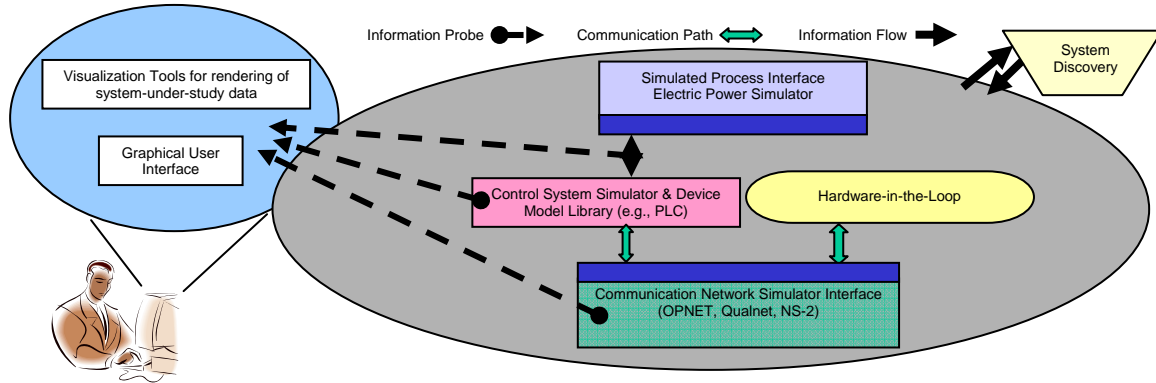 Information Probe
Communication Path
Information Flow
System
Discovery
Visualization Tools for rendering of
system-under-study data
Graphical User
Interface
Simulated Process Interface
Electric Power Simulator
Control System Simulator & Device
Model Library (e.g., PLC)
Hardware-in-the-Loop
Communication Network Simulator Interface
(OPNET, Qualnet, NS-2)